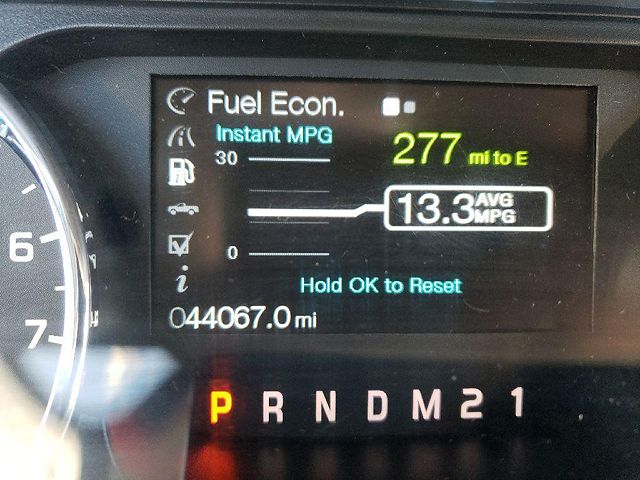 Fuel Econ.
Instant MPG
277 mi to E
30
13.3 AVG MPG
0
Hold OK to Reset
044067.0 mi
6
7
P R N D M 2 1